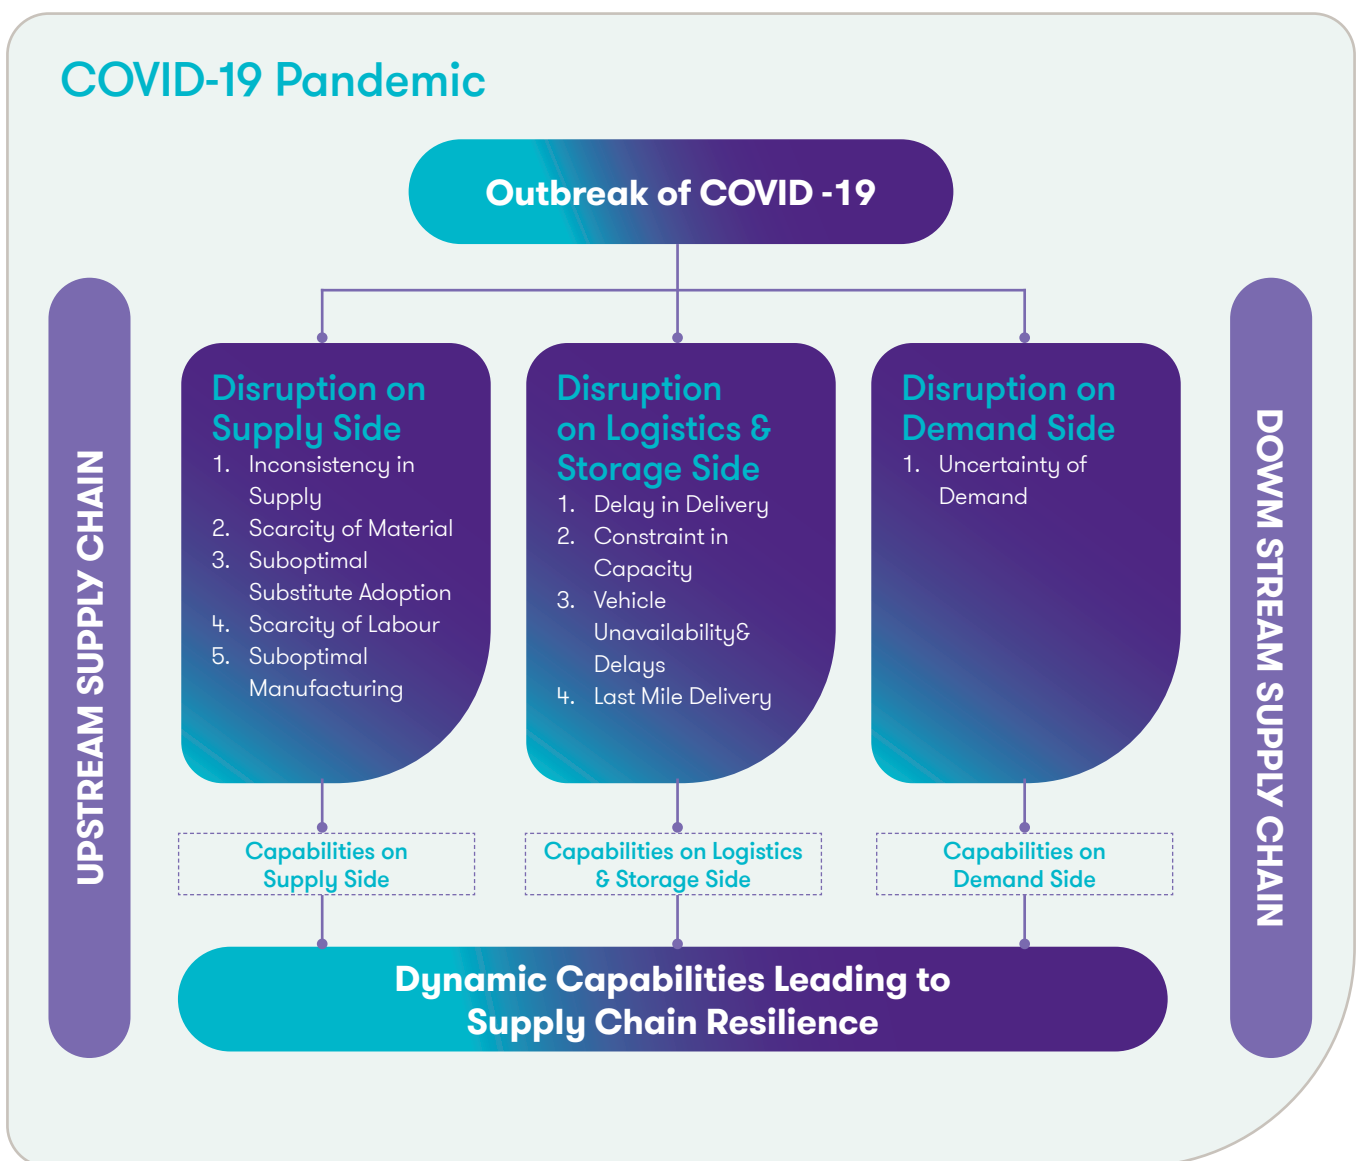 COVID-19 Pandemic
Outbreak of COVID -19
UPSTREAM SUPPLY CHAIN
Disruption on
Supply Side
1. Inconsistency in
Supply
2. Scarcity of Material
3. Suboptimal
Substitute Adoption
4. Scarcity of Labour
5. Suboptimal
Manufacturing
Disruption
on Logistics &
Storage Side
1. Delay in Delivery
2. Constraint in
Capacity
3. Vehicle
Unavailability&
Delays
4. Last Mile Delivery
Disruption on
Demand Side
1. Uncertainty of
Demand
DOWM STREAM SUPPLY CHAIN
Capabilities on
Supply Side
Capabilities on Logistics
& Storage Side
Capabilities on
Demand Side
Dynamic Capabilities Leading to
Supply Chain Resilience